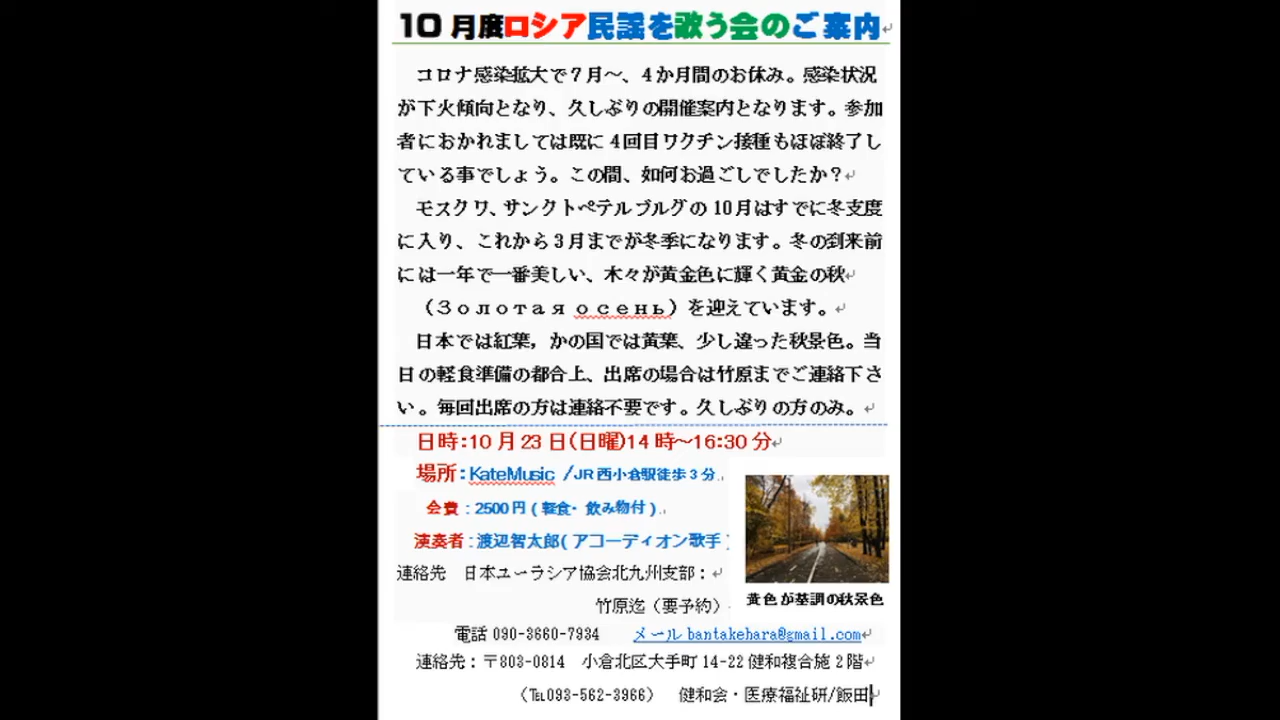 10月度ロシア民謡を歌う会のご案内
コロナ感染拡大で７月～、４か月間のお休み。感染状況
が下火傾向となり、久しぶりの開催案内となります。参加
者におかれましては既に４回目ワクチン接種もほぼ終了し
ている事でしょう。この間、如何お過ごしでしたか？
モスクワ、サンクトペテルブルグの10月はすでに冬支度
に入り、これから３月までが冬季になります。冬の到来前
には一年で一番美しい、木々が黄金色に輝く黄金の秋
（Золотая осень）を迎えています。
日本では紅葉，かの国では黄葉、少し違った秋景色。当
日の軽食準備の都合上、出席の場合は竹原までご連絡下さ
い。毎回出席の方は連絡不要です。久しぶりの方のみ。
日時：10月23日(日曜)14時～16:30分
場所：KateMusic /JR西小倉駅徒歩３分
会費：2500円(軽食・飲み物付)
演奏者：渡辺智太郎(アコーディオン歌手)
黄色が基調の秋景色
連絡先　日本ユーラシア協会北九州支部：
竹原迄（要予約）
電話 090-3660-7934　メール bantakehara@gmail.com
連絡先：〒803-0814　小倉北区大手町14-22健和複合施２階
（℡093-562-3966）　健和会・医療福祉研/飯田